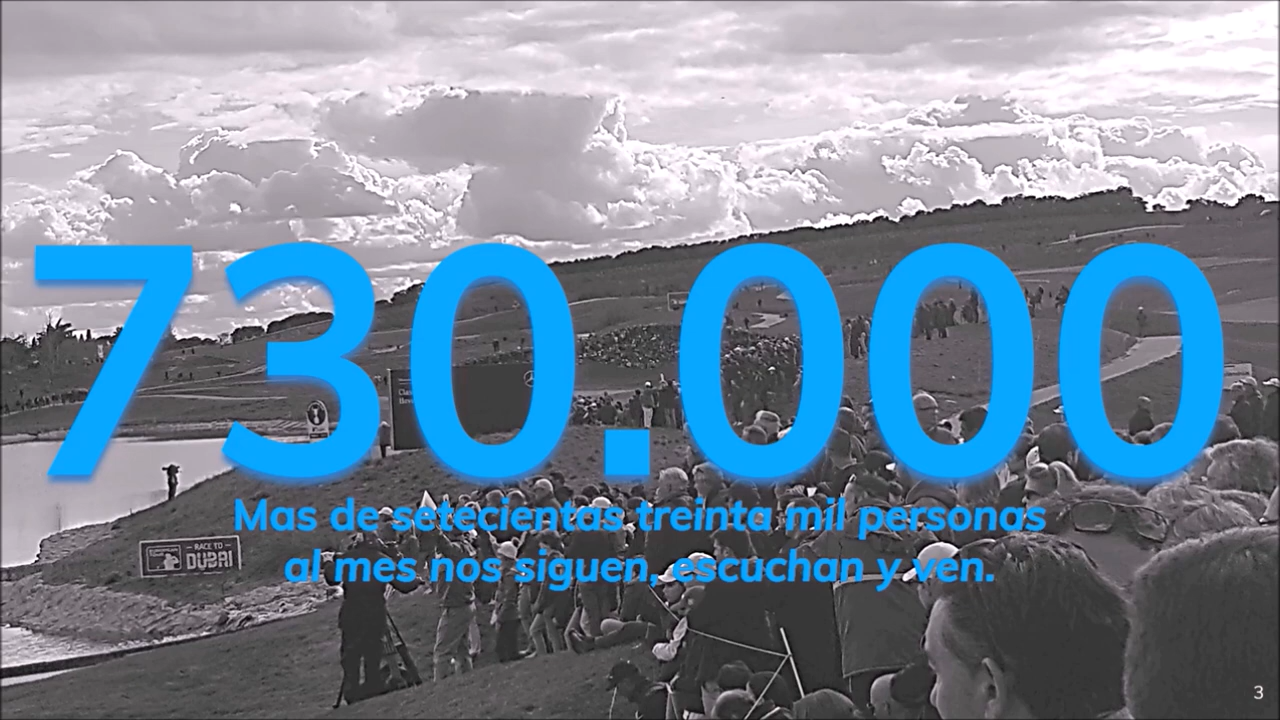 730.000
Mas de setecientas treinta mil personas
al mes nos siguen, escuchan y ven.
RACE TO
DUBAI
3